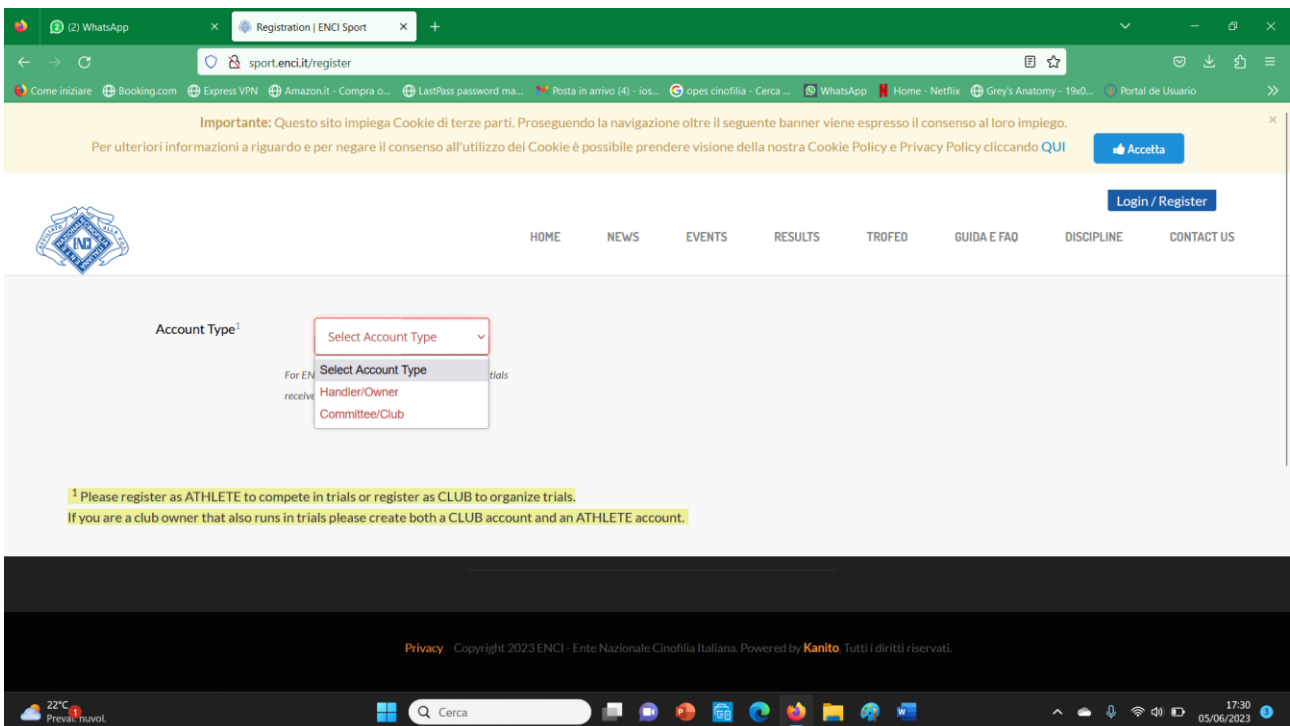 2 (2) WhatsApp × Registration | ENCI Sport × +
sport.enci.it/register
Come iniziare Booking.com Express VPN Amazon.it - Compra o... LastPass password ma... Posta in arrivo (4) - ios... opes cinofilia - Cerca ... WhatsApp Home - Netflix Grey's Anatomy - 19x0... Portal de Usuario
Importante: Questo sito impiega Cookie di terze parti. Proseguendo la navigazione oltre il seguente banner viene espresso il consenso al loro impiego. ×
Per ulteriori informazioni a riguardo e per negare il consenso all'utilizzo dei Cookie è possibile prendere visione della nostra Cookie Policy e Privacy Policy cliccando QUI Accetta
Login / Register
ENCI
HOME NEWS EVENTS RESULTS TROFEO GUIDA E FAQ DISCIPLINE CONTACT US
Account Type1 Select Account Type
For EN
Select Account Type
tials
receive
Handler/Owner
Committee/Club
1 Please register as ATHLETE to compete in trials or register as CLUB to organize trials.
If you are a club owner that also runs in trials please create both a CLUB account and an ATHLETE account.
Privacy Copyright 2023 ENCI - Ente Nazionale Cinofilia Italiana. Powered by Kanito, Tutti i diritti riservati.
22°C
1
Preval. nuvol.
Cerca
17:30
05/06/2023
3